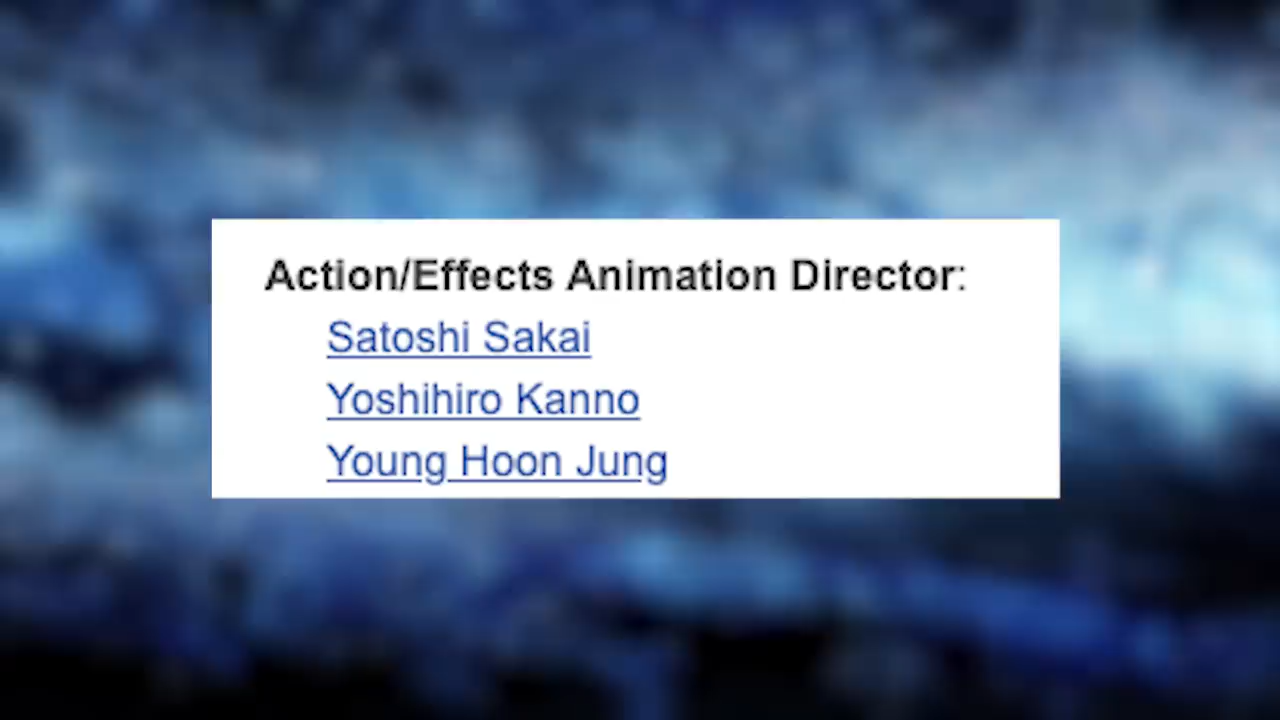 Action/Effects Animation Director:
Satoshi Sakai
Yoshihiro Kanno
Young Hoon Jung